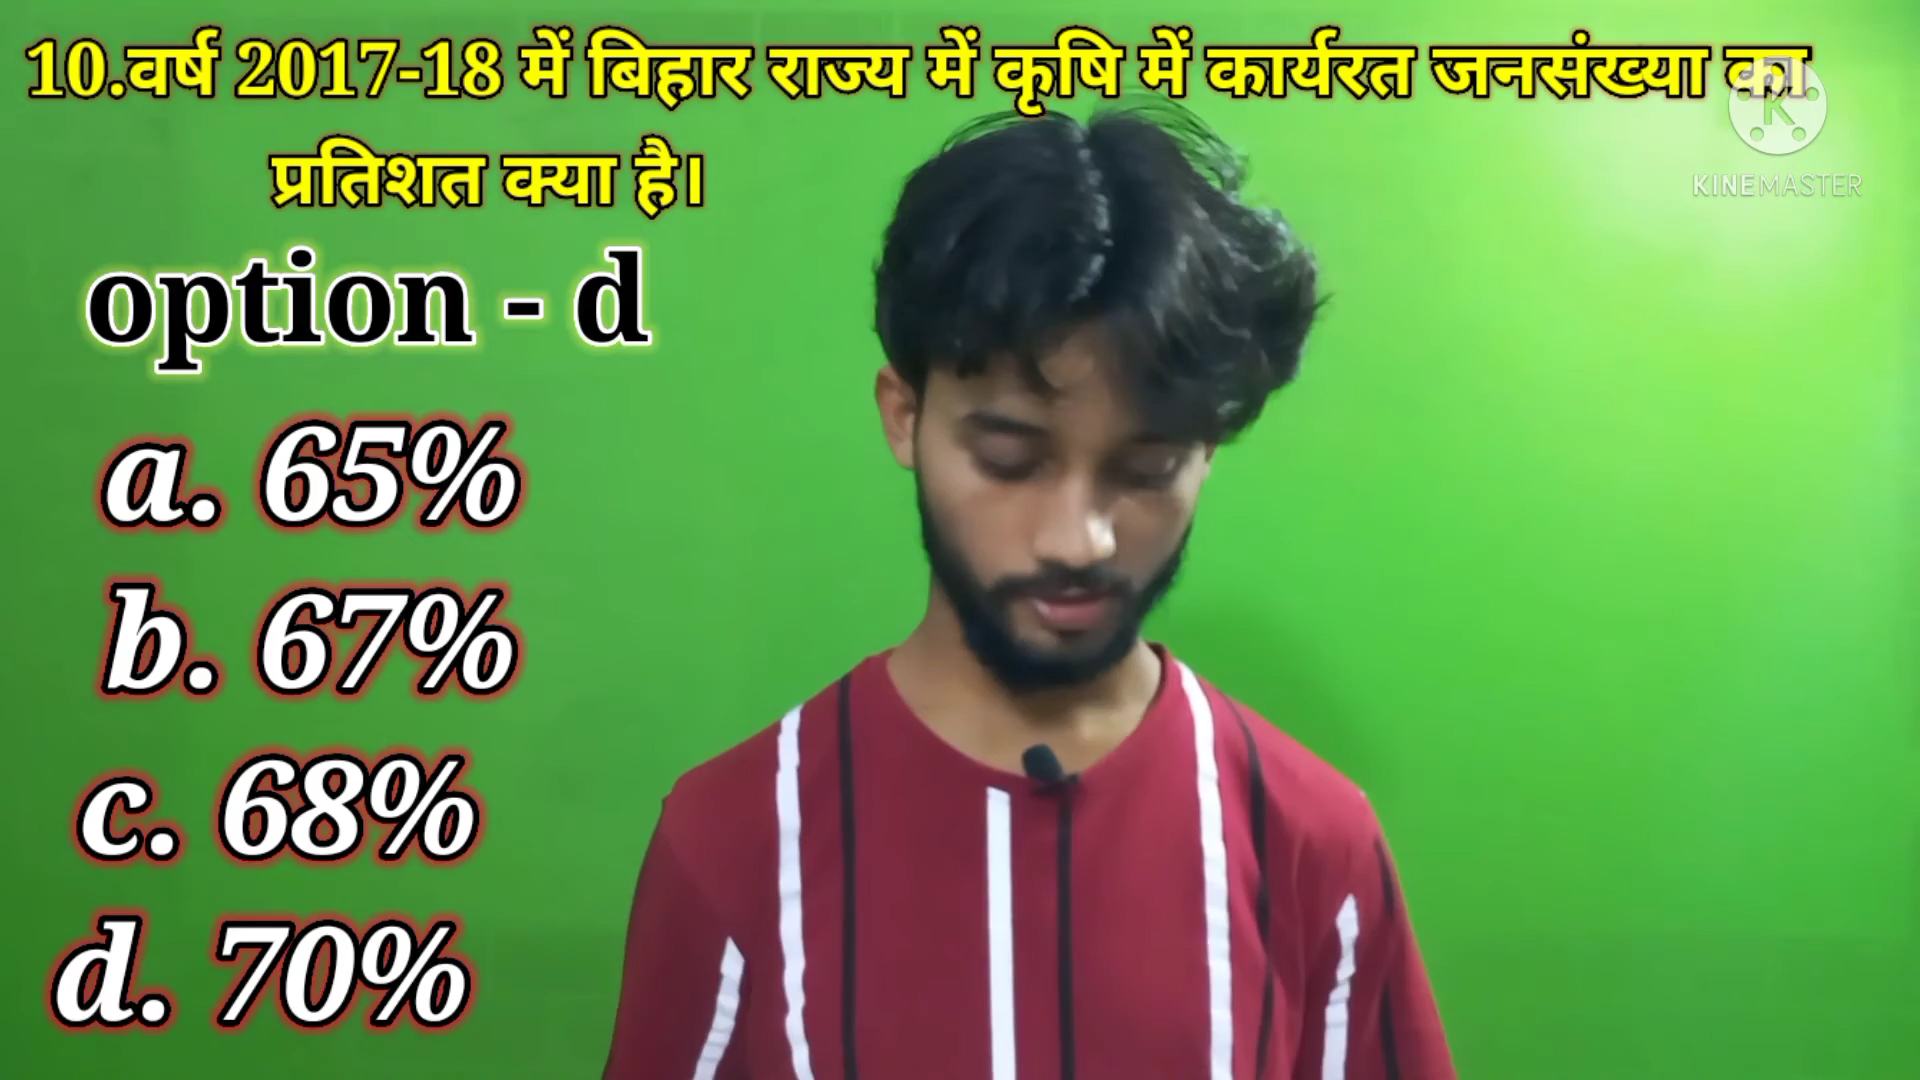 10.वर्ष 2017-18 में बिहार राज्य में कृषि में कार्यरत जनसंख्या का
प्रतिशत क्या है।
option - d
a. 65%
b. 67%
c. 68%
d. 70%
K
KINEMASTER